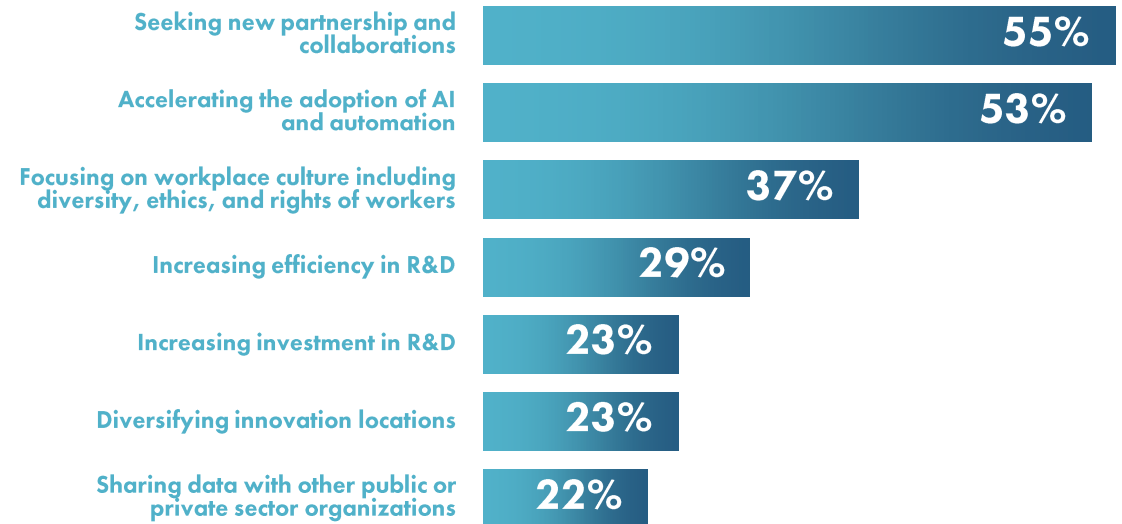 Seeking new partnership and
collaborations
55%
Accelerating the adoption of AI
and automation
53%
Focusing on workplace culture including
diversity, ethics, and rights of workers
37%
Increasing efficiency in R&D
29%
Increasing investment in R&D
23%
Diversifying innovation locations
23%
Sharing data with other public or
private sector organizations
22%